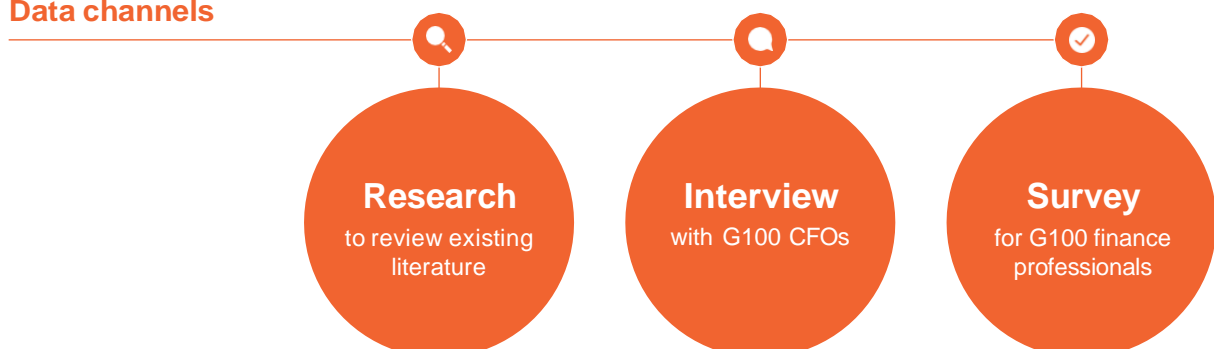 Data channels
Research
to review existing
literature
Interview
with G100 CFOs
Survey
for G100 finance
professionals